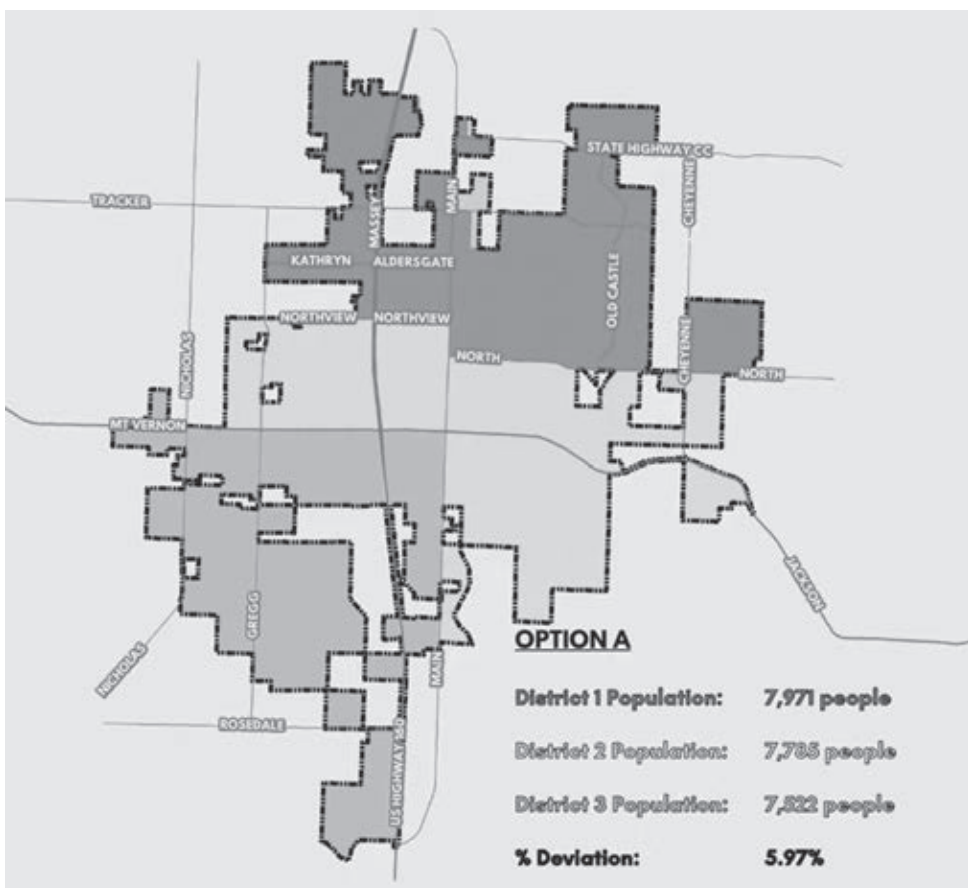 STATE HIGHWAY CC
TRACKER
MASSEY
MAIN
CHEYENNE
KATHRYN
ALDERSGATE
OLD CASTLE
NORTHVIEW
NORTHVIEW
NICHOLAS
NORTH
CHEYENNE
NORTH
MT VERNON
JACKSON
GREGG
NICHOLAS
MAIN
ROSEDALE
US HIGHWAY 160
OPTION A
District 1 Population: 7,971 people
District 2 Population: 7,785 people
District 3 Population: 7,522 people
% Deviation: 5.97%